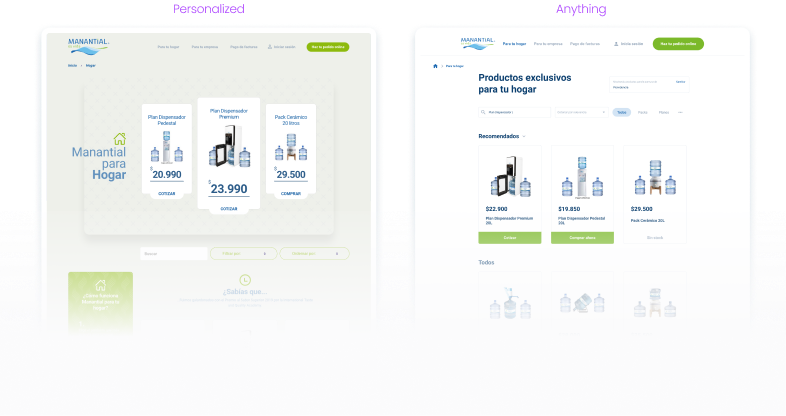 Personalized
Anything
MANANTIAL
Para tu hogar
Para tu empresa
Pago de facturas
Iniciar sesión
Haz tu pedido online
Inicio
Hogar
Manantial
para
Hogar
Plan Dispensador
Pedestal
$20.990
COTIZAR
Plan Dispensador
Premium
$23.990
COTIZAR
Pack Cerámico
20 litros
$29.500
COMPRAR
Buscar
¿Sabías que...
MANANTIAL
Para tu hogar
Para tu empresa
Pago de facturas
Iniciar sesión
Haz tu pedido online
Para tu hogar
Productos exclusivos
para tu hogar
Todos
Recomendados
$22.900
Plan Dispensador Premium
20L
Cotizar
$19.850
Plan Dispensador Pedestal
20L
Comprar ahora
$29.500
Pack Cerámico 20L
Sin stock
Todos